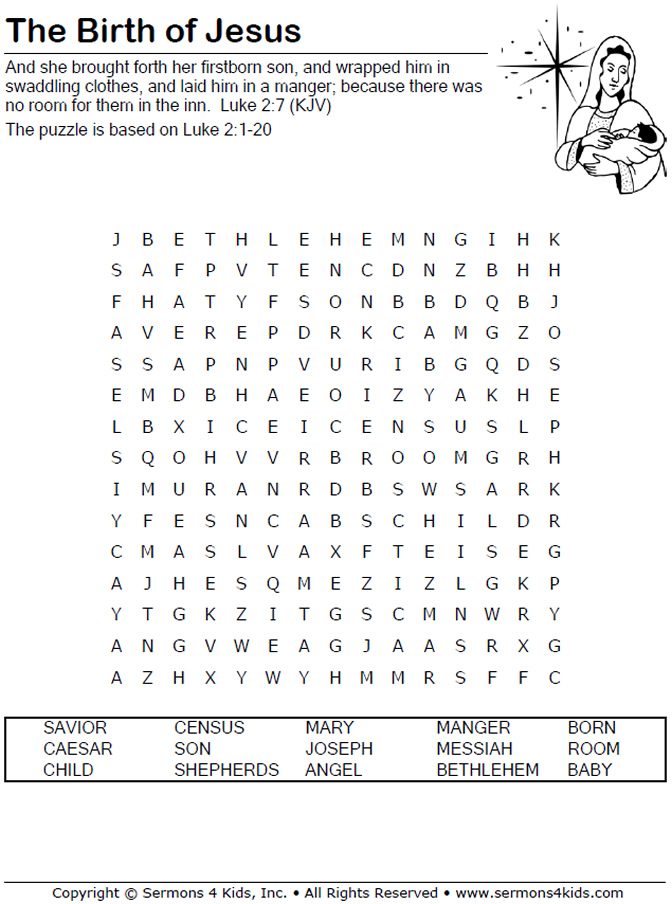 The Birth of Jesus
And she brought forth her firstborn son, and wrapped him in
swaddling clothes, and laid him in a manger; because there was
no room for them in the inn.  Luke 2:7 (KJV)
The puzzle is based on Luke 2:1-20
J B E T H L E H E M N G I H K
S A F P V T E N C D N Z B H H
F H A T Y F S O N B B D Q B J
A V E R E P D R K C A M G Z O
S S A P N P V U R I B G Q D S
E M D B H A E O I Z Y A K H E
L B X I C E I C E N S U S L P
S Q O H V V R B R O O M G R H
I M U R A N R D B S W S A R K
Y F E S N C A B S C H I L D R
C M A S L V A X F T E I S E G
A J H E S Q M E Z I Z L G K P
Y T G K Z I T G S C M N W R Y
A N G V W E A G J A A S R X G
A Z H X Y W Y H M M R S F F C
SAVIOR CENSUS MARY MANGER BORN
CAESAR SON JOSEPH MESSIAH ROOM
CHILD SHEPHERDS ANGEL BETHLEHEM BABY
Copyright © Sermons 4 Kids, Inc. • All Rights Reserved • www.sermons4kids.com